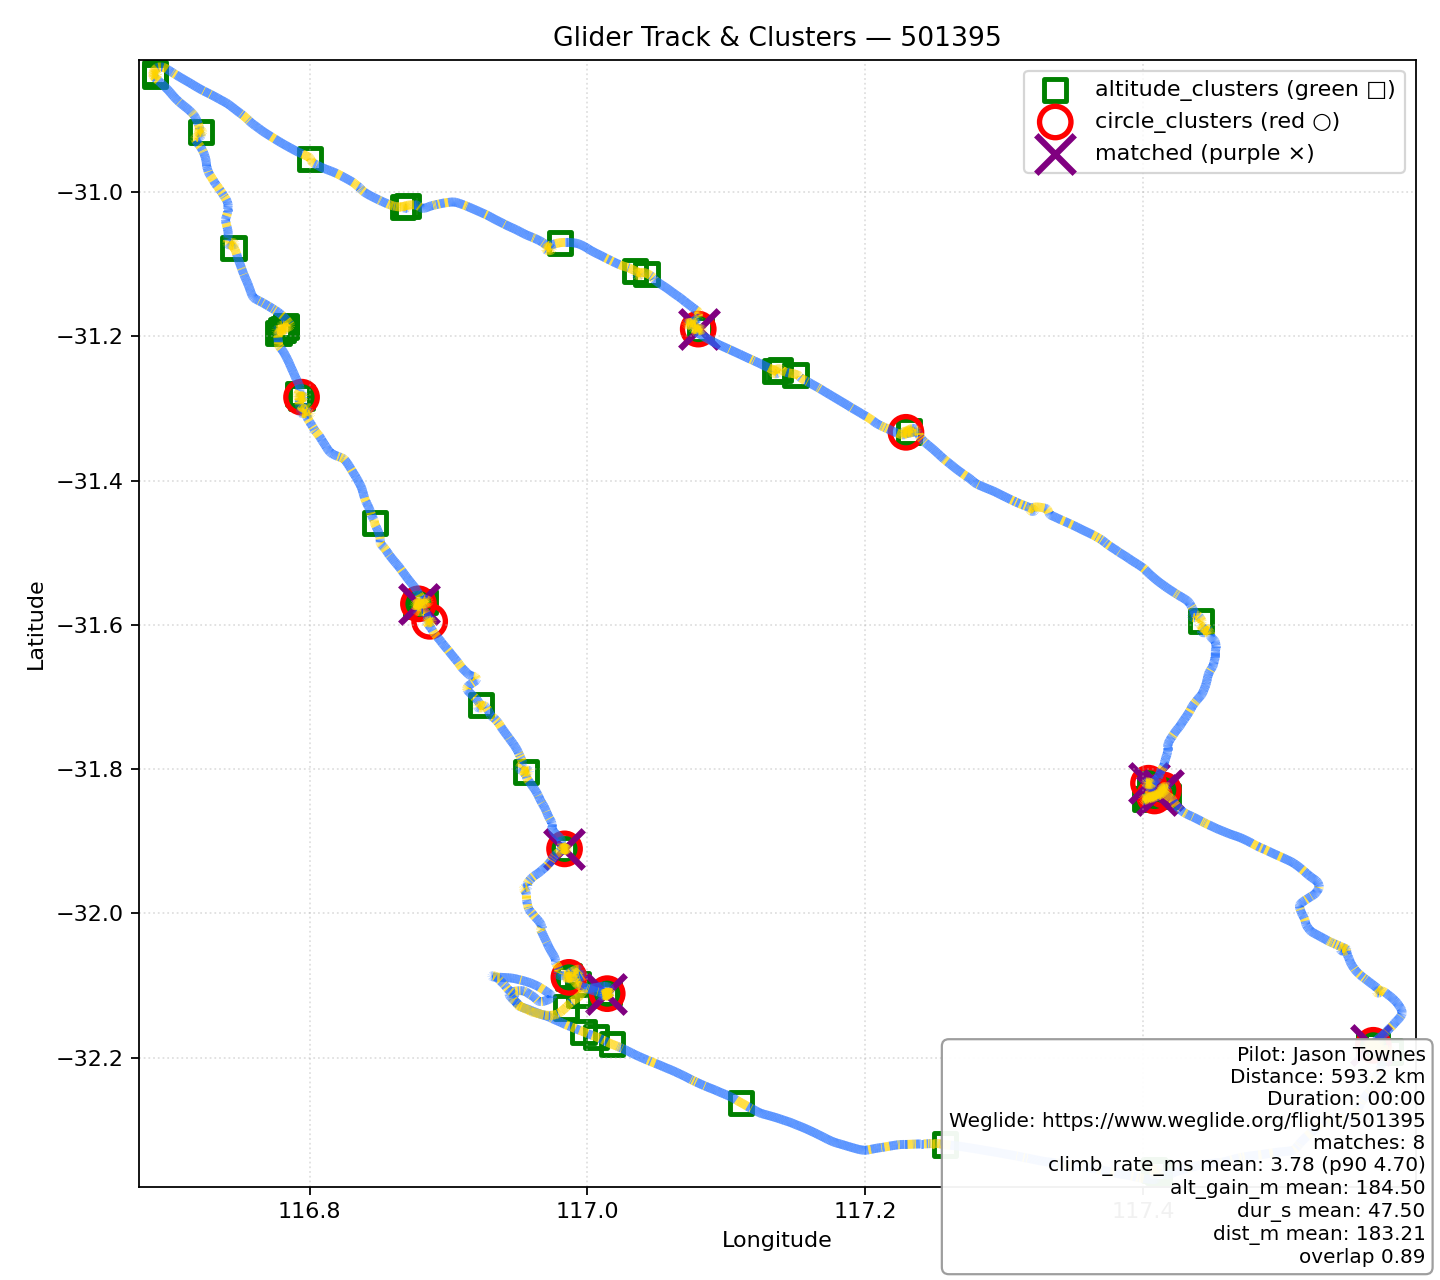 Glider Track & Clusters — 501395
altitude_clusters (green □)
circle_clusters (red ○)
matched (purple ×)
Latitude
−31.0
−31.2
−31.4
−31.6
−31.8
−32.0
−32.2
116.8
117.0
117.2
117.4
Longitude
Pilot: Jason Townes
Distance: 593.2 km
Duration: 00:00
Weglide: https://www.weglide.org/flight/501395
matches: 8
climb_rate_ms mean: 3.78 (p90 4.70)
alt_gain_m mean: 184.50
dur_s mean: 47.50
dist_m mean: 183.21
overlap 0.89